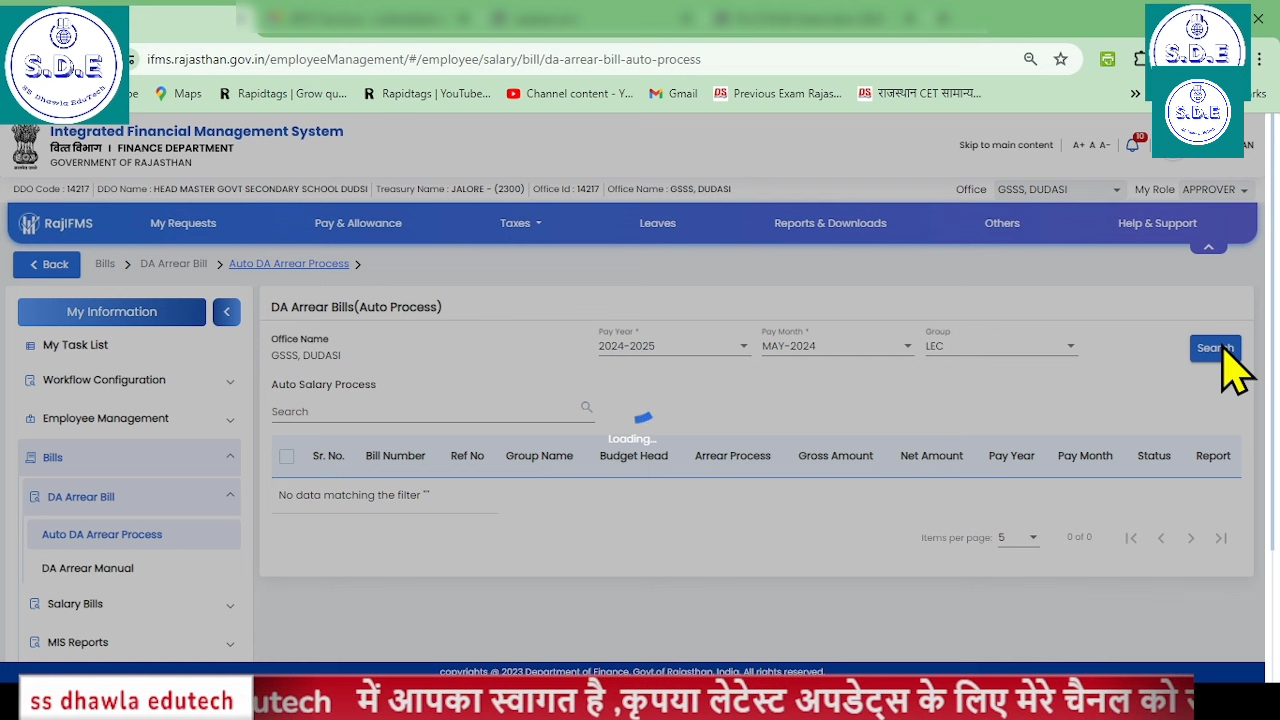 S.D.E
SS Dhawla EduTech
S.D.E
S.D.E
ifms.rajasthan.gov.in/employeeManagement/#/employee/salary/bill/da-arrear-bill-auto-process
Maps
Rapidtags | Grow qu...
Rapidtags | YouTube...
Channel content - Y...
Gmail
Previous Exam Rajas...
राजस्थान CET सामान्य...
Integrated Financial Management System
वित्त विभाग | FINANCE DEPARTMENT
GOVERNMENT OF RAJASTHAN
Skip to main content
A+ A A-
10
DDO Code : 14217 | DDO Name : HEAD MASTER GOVT SECONDARY SCHOOL DUDSI | Treasury Name : JALORE - (2300) | Office Id : 14217 | Office Name : GSSS, DUDASI
Office GSSS, DUDASI My Role APPROVER
RajIFMS My Requests Pay & Allowance Taxes Leaves Reports & Downloads Others Help & Support
Back Bills DA Arrear Bill Auto DA Arrear Process
My Information
My Task List
Workflow Configuration
Employee Management
Bills
DA Arrear Bill
Auto DA Arrear Process
DA Arrear Manual
Salary Bills
MIS Reports
DA Arrear Bills(Auto Process)
Office Name
GSSS, DUDASI
Pay Year *
2024-2025
Pay Month *
MAY-2024
Group
LEC
Search
Auto Salary Process
Search
Loading...
Sr. No. Bill Number Ref No Group Name Budget Head Arrear Process Gross Amount Net Amount Pay Year Pay Month Status Report
No data matching the filter ""
Items per page: 5 0 of 0
copyrights @ 2023 Department of Finance, Govt of Rajasthan, India. All rights reserved.
ss dhawla edutech
utech में आपका स्वागत है ,कृपया लेटेस्ट अपडेट्स के लिए मेरे चैनल को